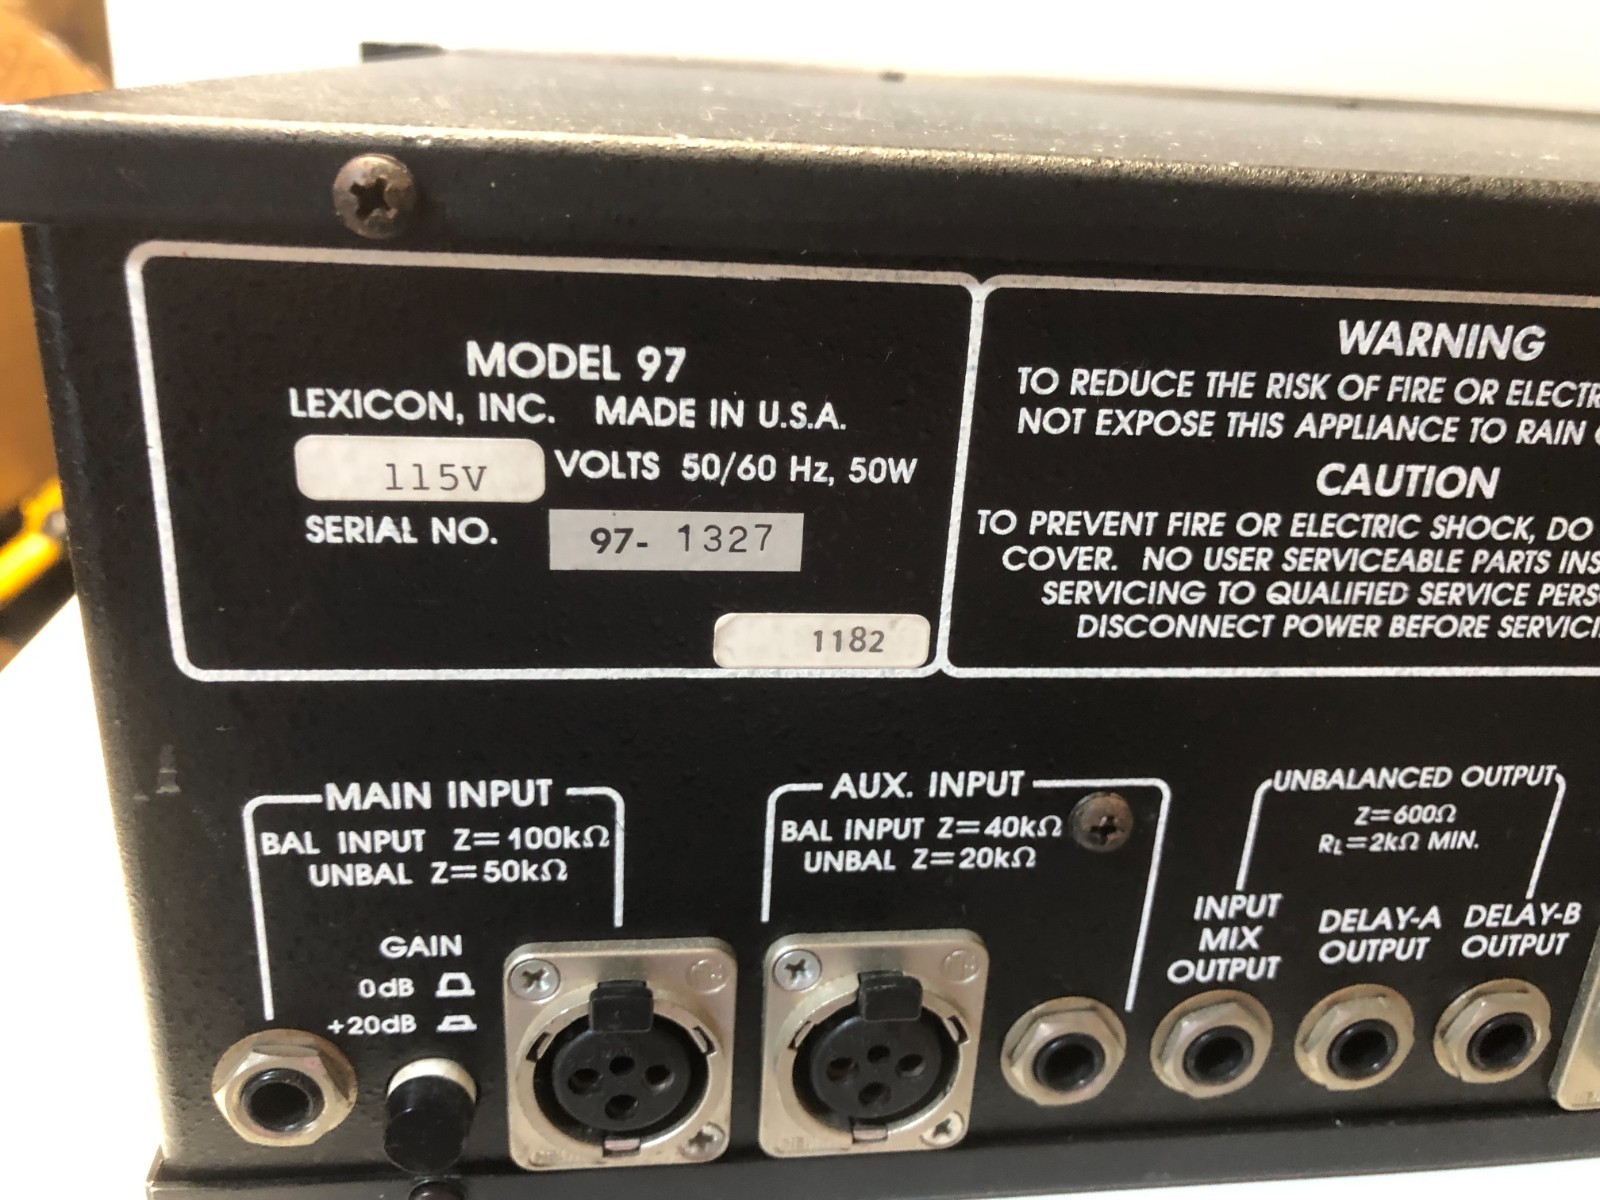 MODEL 97
LEXICON, INC. MADE IN U.S.A.
115V VOLTS 50/60 Hz, 50W
SERIAL NO. 97- 1327
1182
WARNING
TO REDUCE THE RISK OF FIRE OR ELECTR
NOT EXPOSE THIS APPLIANCE TO RAIN
CAUTION
TO PREVENT FIRE OR ELECTRIC SHOCK, DO
COVER. NO USER SERVICEABLE PARTS INS
SERVICING TO QUALIFIED SERVICE PERS
DISCONNECT POWER BEFORE SERVICI
MAIN INPUT
BAL INPUT Z=100kΩ
UNBAL Z=50kΩ
GAIN
0dB
+20dB
AUX. INPUT
BAL INPUT Z=40kΩ
UNBAL Z=20kΩ
UNBALANCED OUTPUT
Z=600Ω
RL=2kΩ MIN.
INPUT
MIX
OUTPUT
DELAY-A
OUTPUT
DELAY-B
OUTPUT